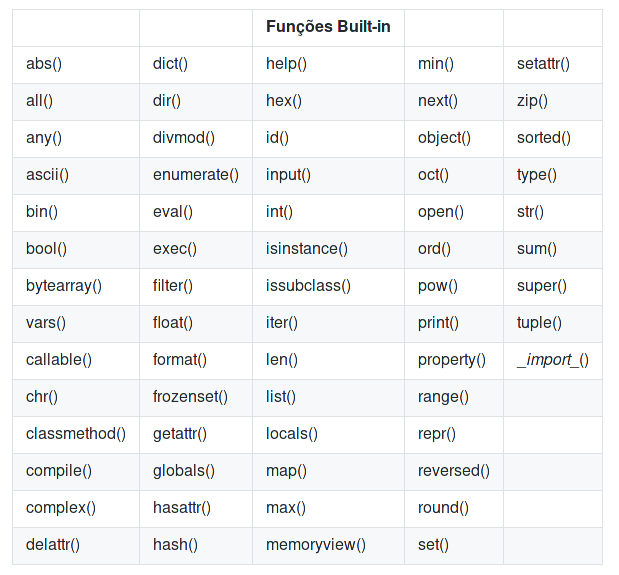 Funções Built-in
abs() dict() help() min() setattr()
all() dir() hex() next() zip()
any() divmod() id() object() sorted()
ascii() enumerate() input() oct() type()
bin() eval() int() open() str()
bool() exec() isinstance() ord() sum()
bytearray() filter() issubclass() pow() super()
vars() float() iter() print() tuple()
callable() format() len() property() _import_()
chr() frozenset() list() range()
classmethod() getattr() locals() repr()
compile() globals() map() reversed()
complex() hasattr() max() round()
delattr() hash() memoryview() set()